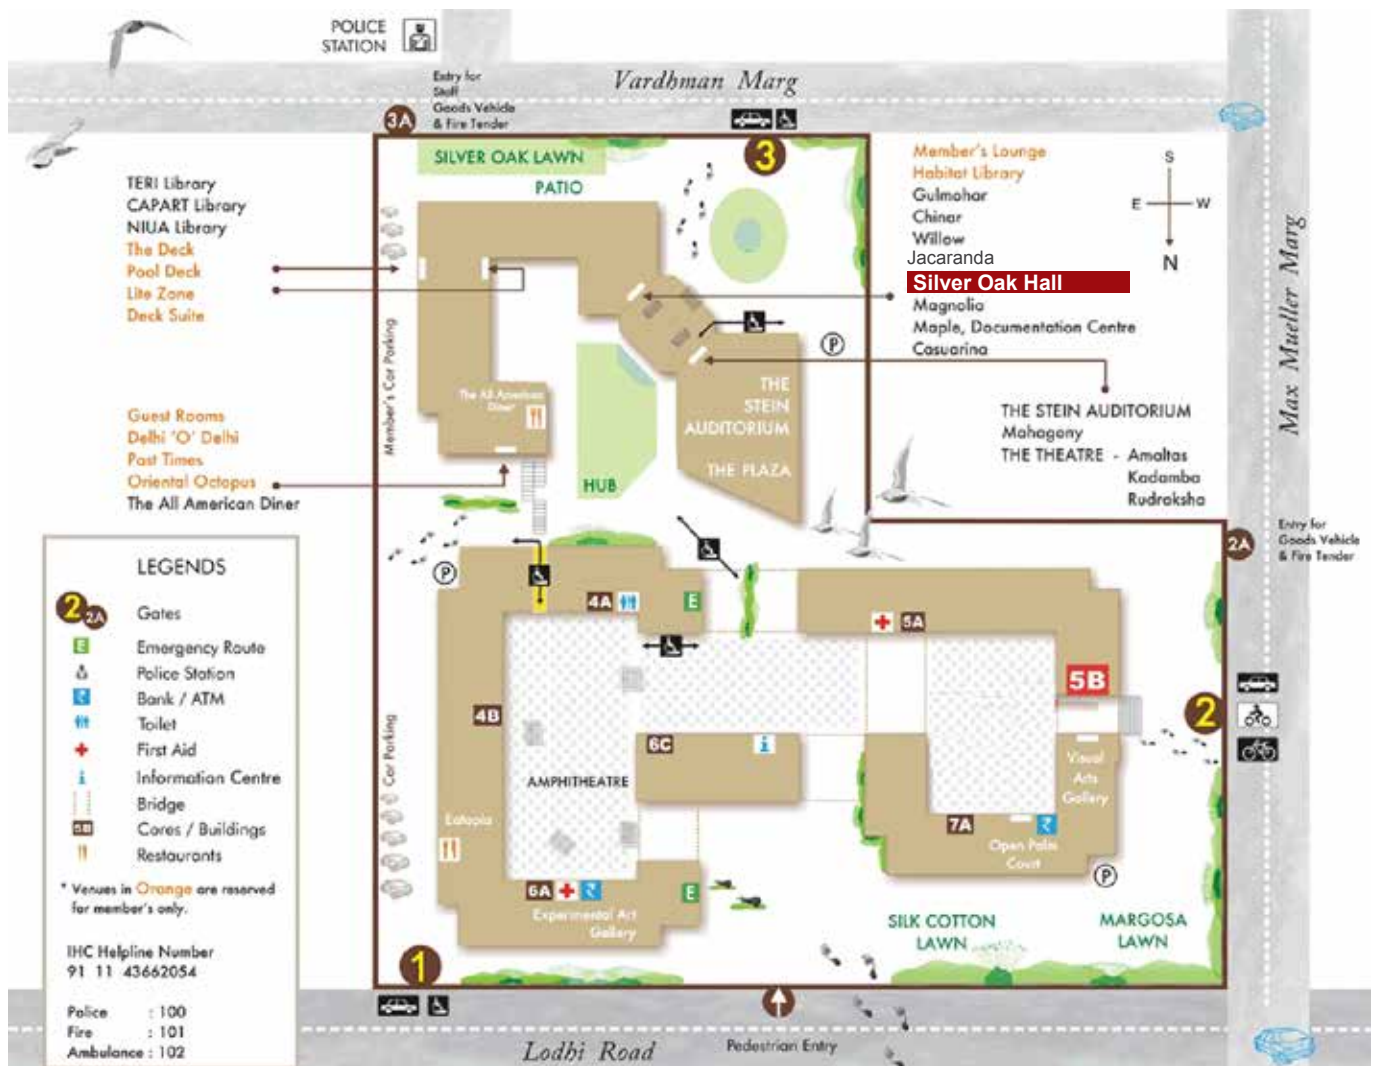 POLICE
STATION
Entry for
Staff
Goods Vehicle
& Fire Tender
Vardhman Marg
3A
3
SILVER OAK LAWN
PATIO
TERI Library
CAPART Library
NIUA Library
The Deck
Pool Deck
Lite Zone
Deck Suite
Member's Lounge
Habitat Library
Gulmohar
Chinar
Willow
Jacaranda
Silver Oak Hall
Magnolia
Maple, Documentation Centre
Casuarina
S
E W
N
Max Mueller Marg
Member's Car Parking
P
The All American
Diner
THE
STEIN
AUDITORIUM
THE PLAZA
HUB
THE STEIN AUDITORIUM
Mahogany
THE THEATRE - Amaltas
Kadamba
Rudraksha
Guest Rooms
Delhi 'O' Delhi
Past Times
Oriental Octopus
The All American Diner
2A
Entry for
Goods Vehicle
& Fire Tender
LEGENDS
2 2A Gates
E Emergency Route
Police Station
₹ Bank / ATM
Toilet
First Aid
i Information Centre
Bridge
5B Cores / Buildings
Restaurants
* Venues in Orange are reserved
for member's only.
IHC Helpline Number
91 11 43662054
Police : 100
Fire : 101
Ambulance : 102
P
4A
E
5A
5B
2
4B
6C
i
AMPHITHEATRE
Car Parking
Eatopia
Visual
Arts
Gallery
7A
₹
Open Palm
Court
P
6A
₹
E
Experimental Art
Gallery
SILK COTTON
LAWN
MARGOSA
LAWN
1
Lodhi Road
Pedestrian Entry